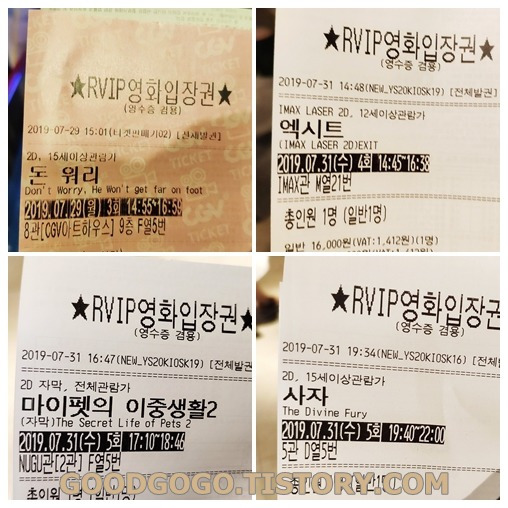 ★RVIP영화입장권★
(영수증 겸용)
2019-07-29 15:01(티켓판매기02) [전체발권]
2D, 15세이상관람가
돈 워리
Don't Worry, He Won't get far on foot
2019.07.29(월) 3회 14:55~16:59
8관[CGV아트하우스] 9층 F열5번
★RVIP영화입장권★
(영수증 겸용)
2019-07-31 14:48(NEW_YS20KIOSK19) [전체발권]
IMAX LASER 2D, 12세이상관람가
엑시트
(IMAX LASER 2D)EXIT
2019.07.31(수) 4회 14:45~16:38
IMAX관 M열21번
총인원 1명 (일반1명)
일반 16,000원(VAT:1,412원)(1명)
★RVIP영화입장권★
(영수증 겸용)
2019-07-31 16:47(NEW_YS20KIOSK19) [전체발
2D 자막, 전체관람가
마이펫의 이중생활2
(자막)The Secret Life of Pets 2
2019.07.31(수) 5회 17:10~18:46
NUGU관[2관] F열5번
총인원 1명 (일반1명)
★RVIP영화입장권
(영수증 겸용)
2019-07-31 19:34(NEW_YS20KIOSK16) [전체
2D, 15세이상관람가
사자
The Divine Fury
2019.07.31(수) 5회 19:40~22:00
5관 D열5번
GOODGOGO.TISTORY.COM